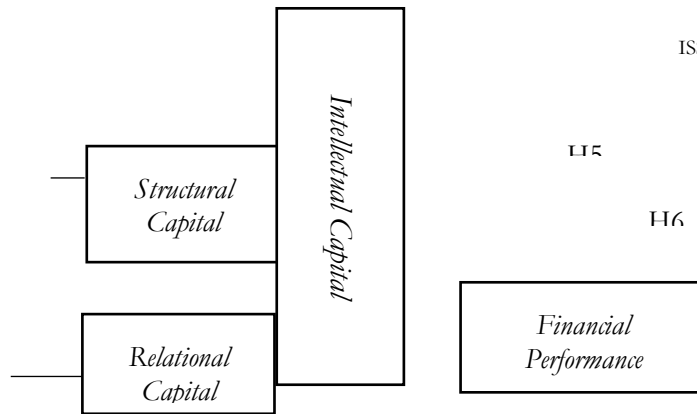 IS
Intellectual Capital
H5
Structural
Capital
H6
Financial
Performance
Relational
Capital